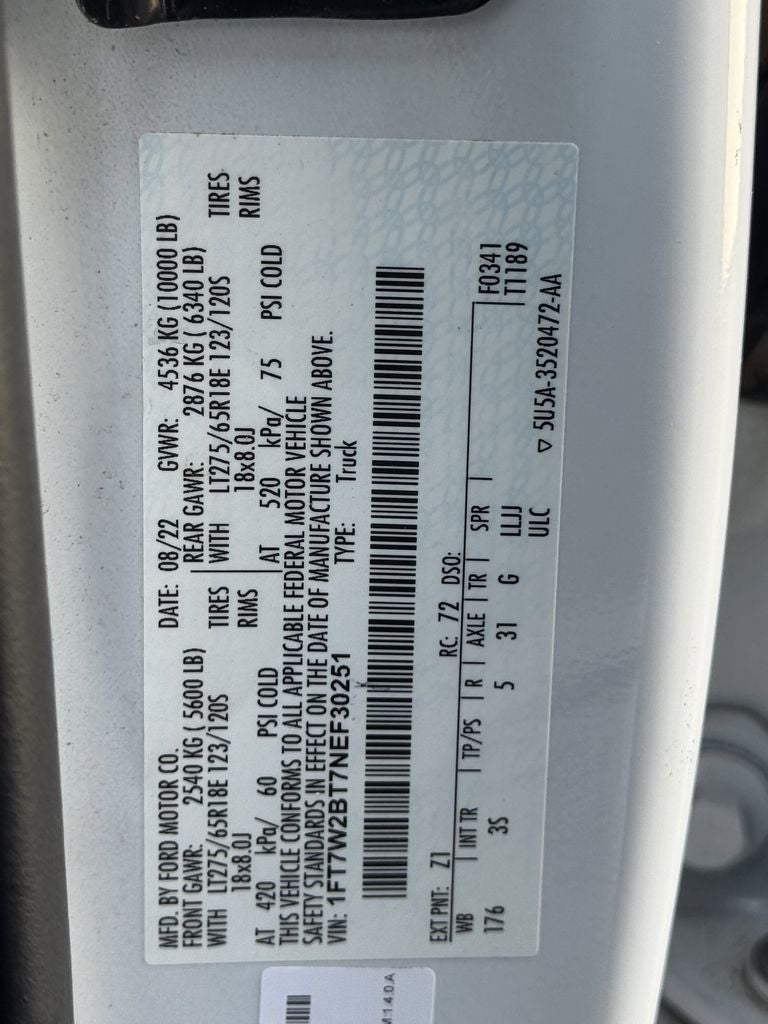 MFD. BY FORD MOTOR CO.
DATE: 08/22 GVWR: 4536 KG (10000 LB)
FRONT GAWR: 2540 KG ( 5600 LB) REAR GAWR: 2876 KG ( 6340 LB)
WITH LT275/65R18E 123/120S TIRES WITH LT275/65R18E 123/120S TIRES
18x8.0J RIMS 18x8.0J RIMS
AT 420 kPa/ 60 PSI COLD AT 520 kPa/ 75 PSI COLD
THIS VEHICLE CONFORMS TO ALL APPLICABLE FEDERAL MOTOR VEHICLE
SAFETY STANDARDS IN EFFECT ON THE DATE OF MANUFACTURE SHOWN ABOVE.
VIN: 1FT7W2BT7NEF30251 TYPE: Truck
EXT PNT: Z1 RC: 72 DSO:
WB INT TR TP/PS R AXLE TR SPR F0341
176 3S 5 31 G LLJJ T1189
ULC
5U5A-3520472-AA
M:1.4.0.A